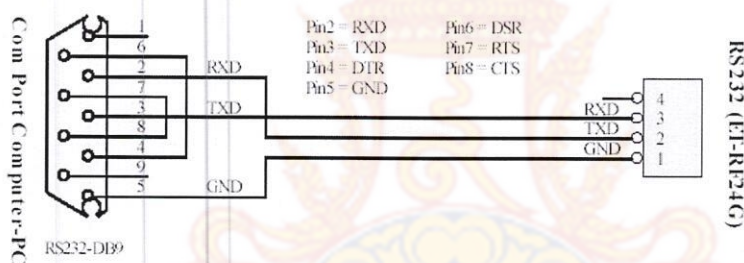 Com Port Computer-PC
1
6
2
7
3
8
4
9
5
RXD
TXD
GND
RS232-DB9
Pin2 = RXD
Pin3 = TXD
Pin4 = DTR
Pin5 = GND
Pin6 = DSR
Pin7 = RTS
Pin8 = CTS
RXD
TXD
GND
4
3
2
1
RS232 (ET-RF24G)